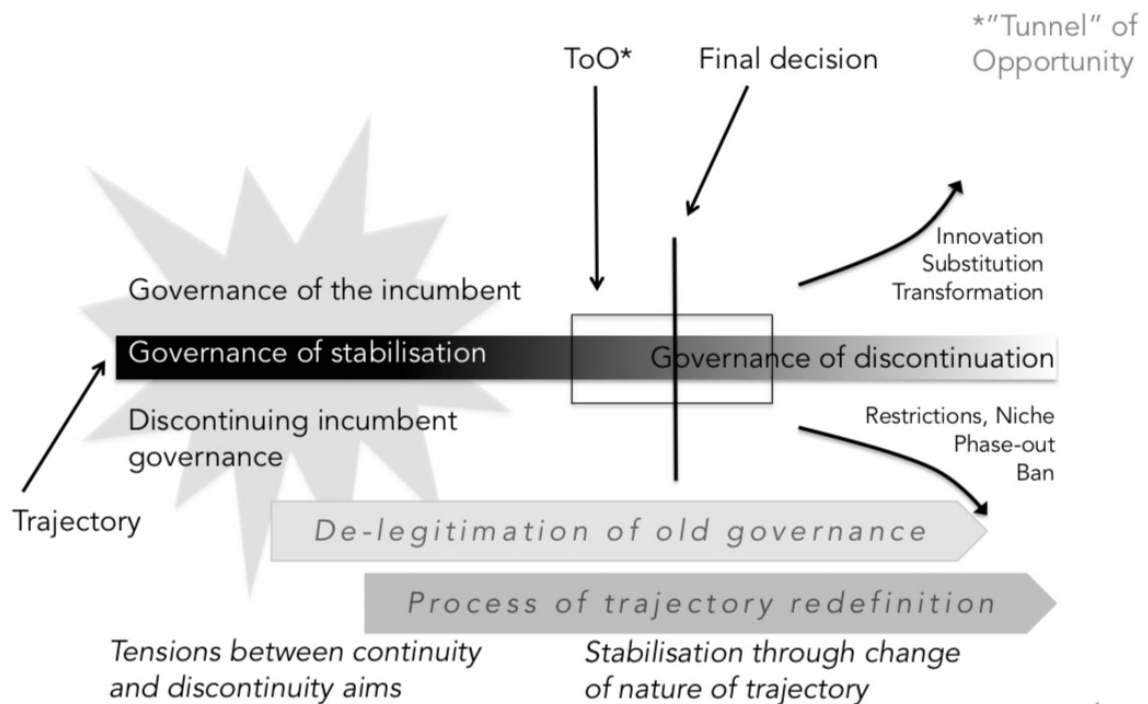 *"Tunnel" of
Opportunity
ToO*
Final decision
Innovation
Substitution
Transformation
Governance of the incumbent
Governance of stabilisation
Governance of discontinuation
Discontinuing incumbent
governance
Restrictions, Niche
Phase-out
Ban
Trajectory
De-legitimation of old governance
Process of trajectory redefinition
Tensions between continuity
and discontinuity aims
Stabilisation through change
of nature of trajectory